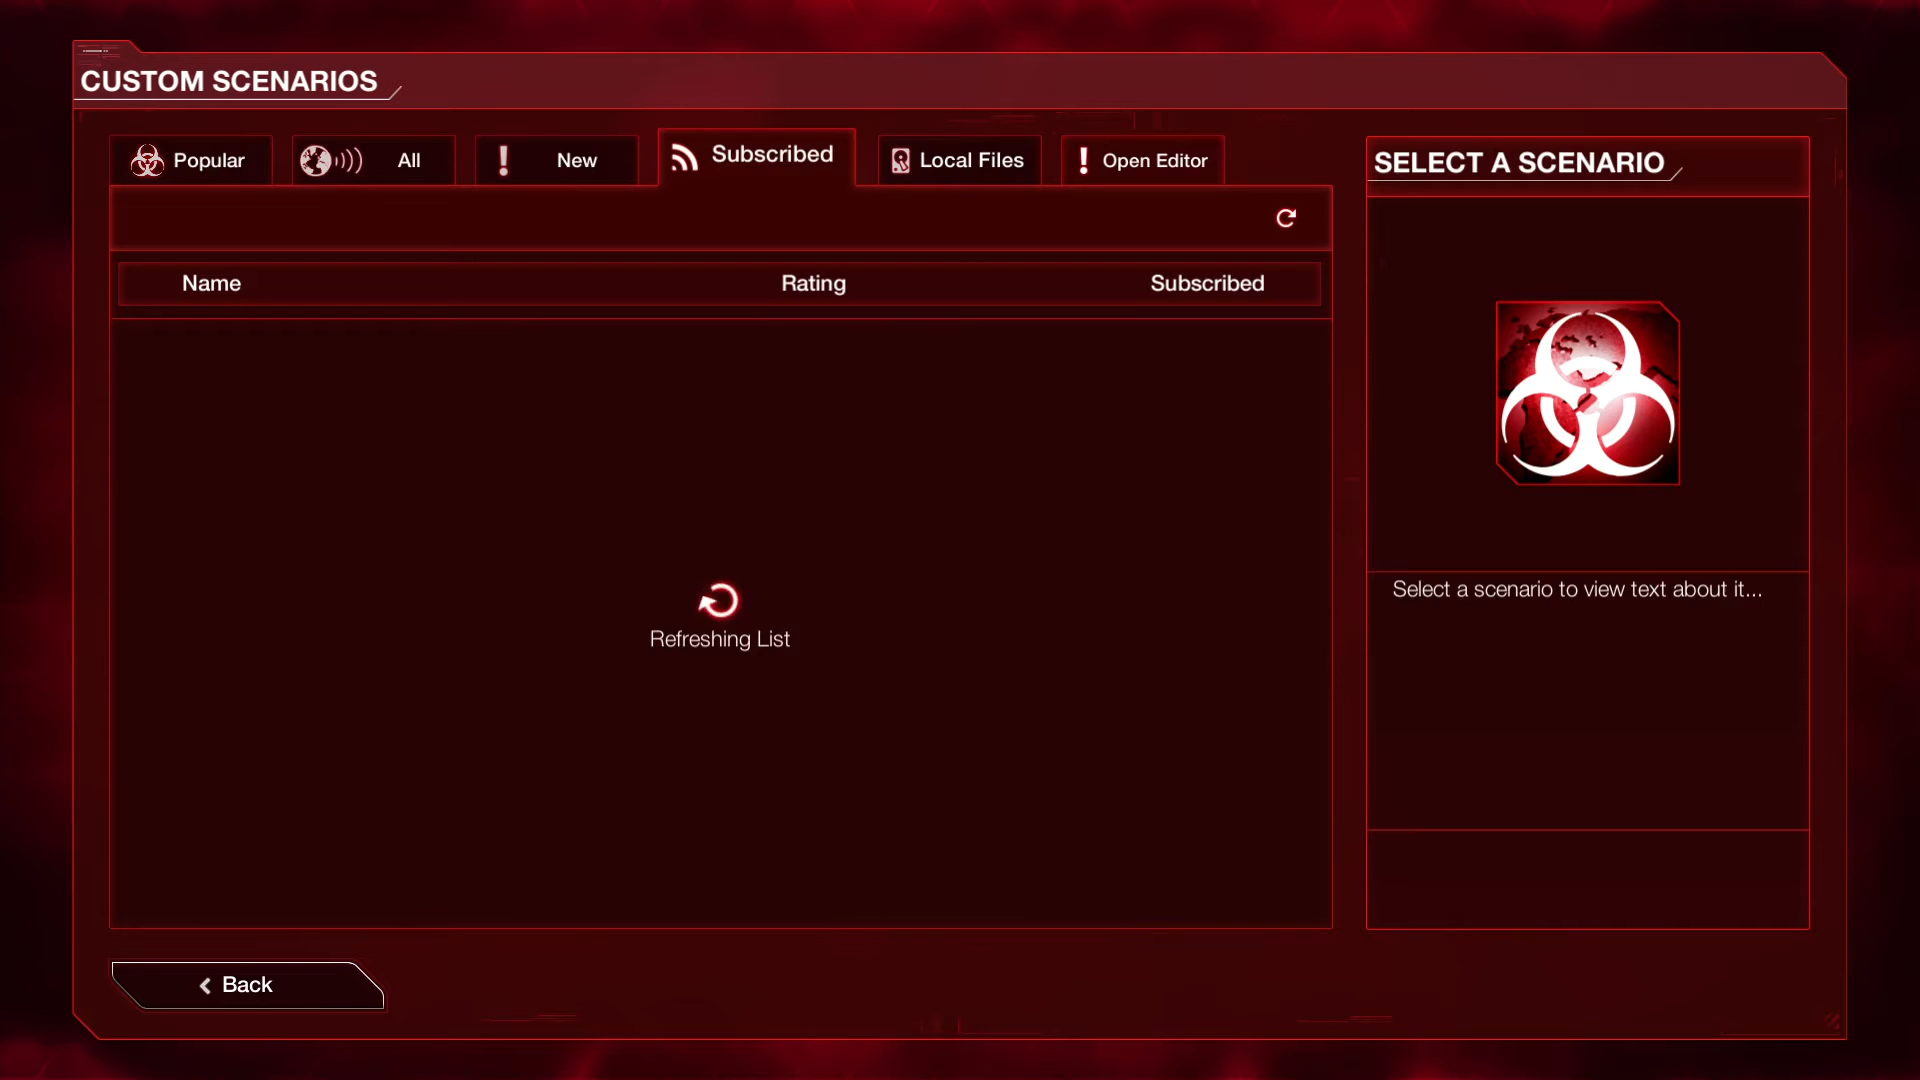 CUSTOM SCENARIOS
Popular
All
New
Subscribed
Local Files
Open Editor
SELECT A SCENARIO
Name Rating Subscribed
Select a scenario to view text about it...
Refreshing List
Back